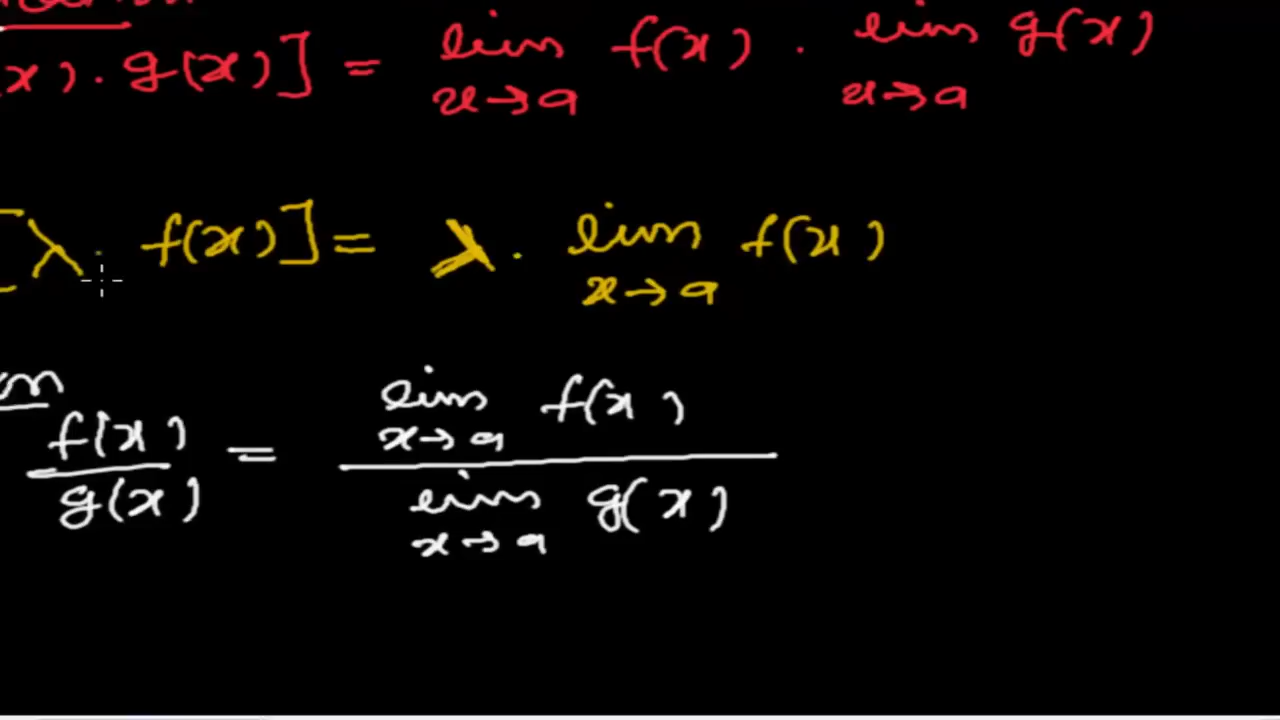 x) . g(x)] = lim f(x) . lim g(x)
x→a x→a
[λ. f(x)] = λ . lim f(x)
x→a
lim f(x)
x→a
f(x) =
g(x)
lim g(x)
x→a